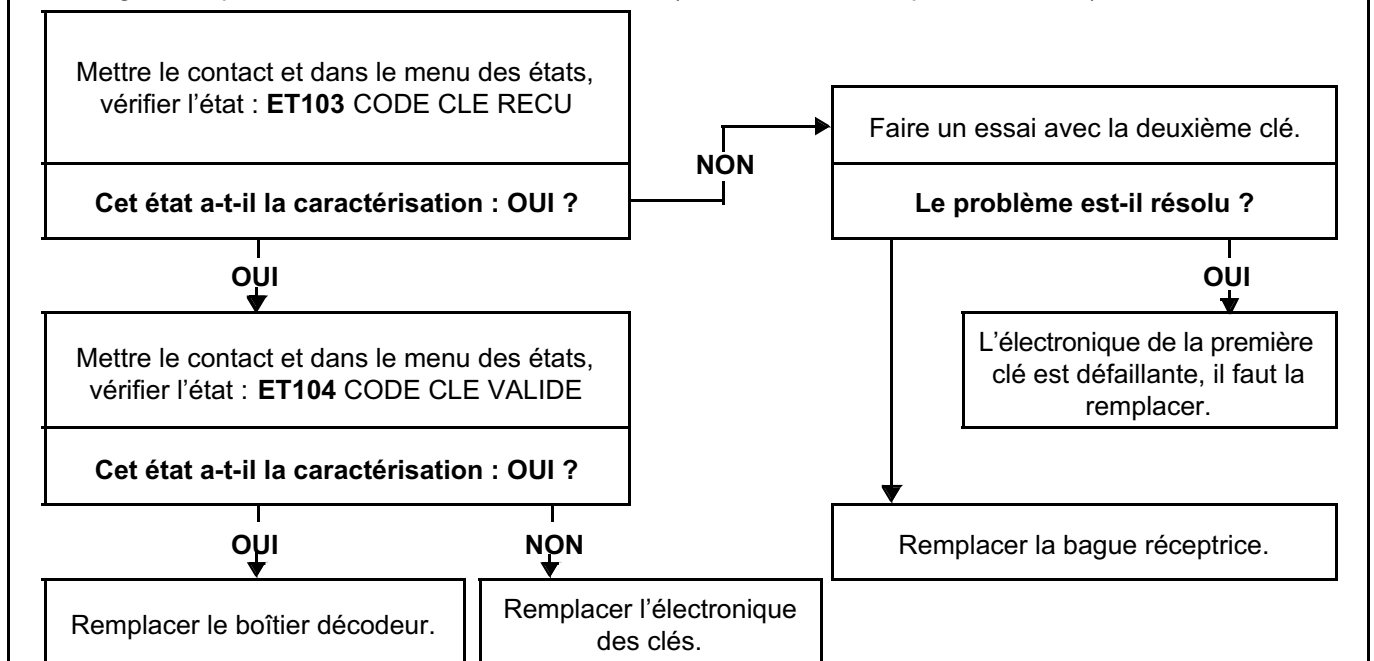 Mettre le contact et dans le menu des états,
vérifier l'état : ET103 CODE CLE RECU
Cet état a-t-il la caractérisation : OUI ?
NON
Faire un essai avec la deuxième clé.
Le problème est-il résolu ?
OUI
OUI
Mettre le contact et dans le menu des états,
vérifier l'état : ET104 CODE CLE VALIDE
Cet état a-t-il la caractérisation : OUI ?
L'électronique de la première
clé est défaillante, il faut la
remplacer.
OUI
NON
Remplacer la bague réceptrice.
Remplacer le boîtier décodeur.
Remplacer l'électronique
des clés.